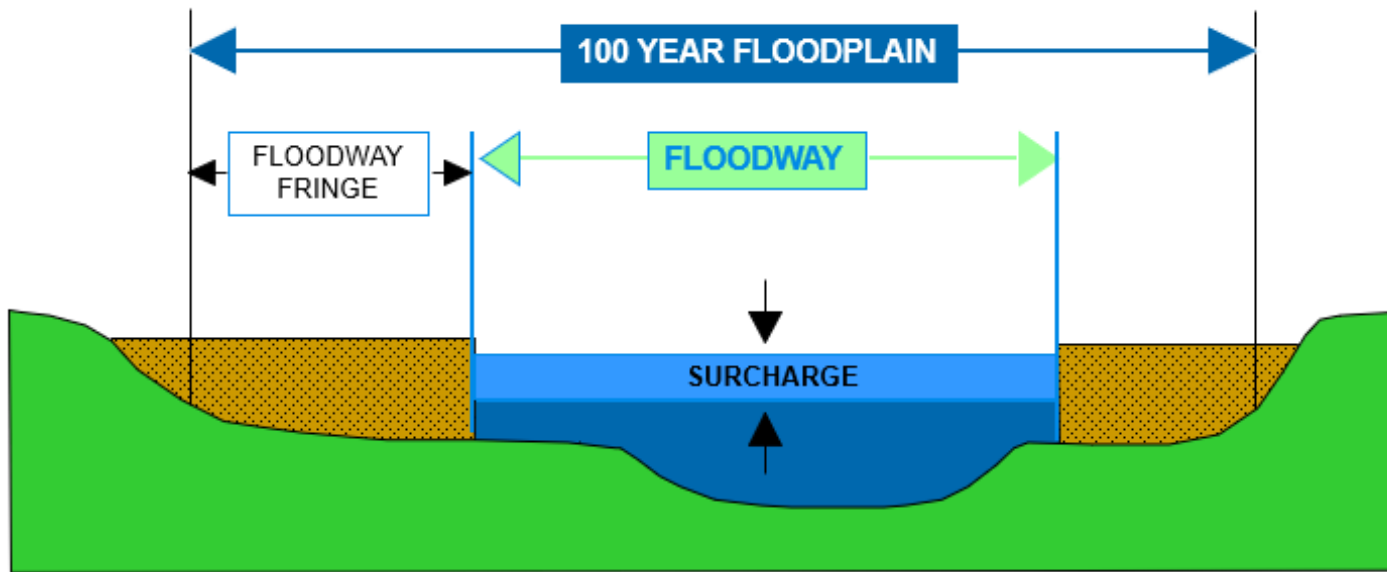 100 YEAR FLOODPLAIN
FLOODWAY
FRINGE
FLOODWAY
SURCHARGE